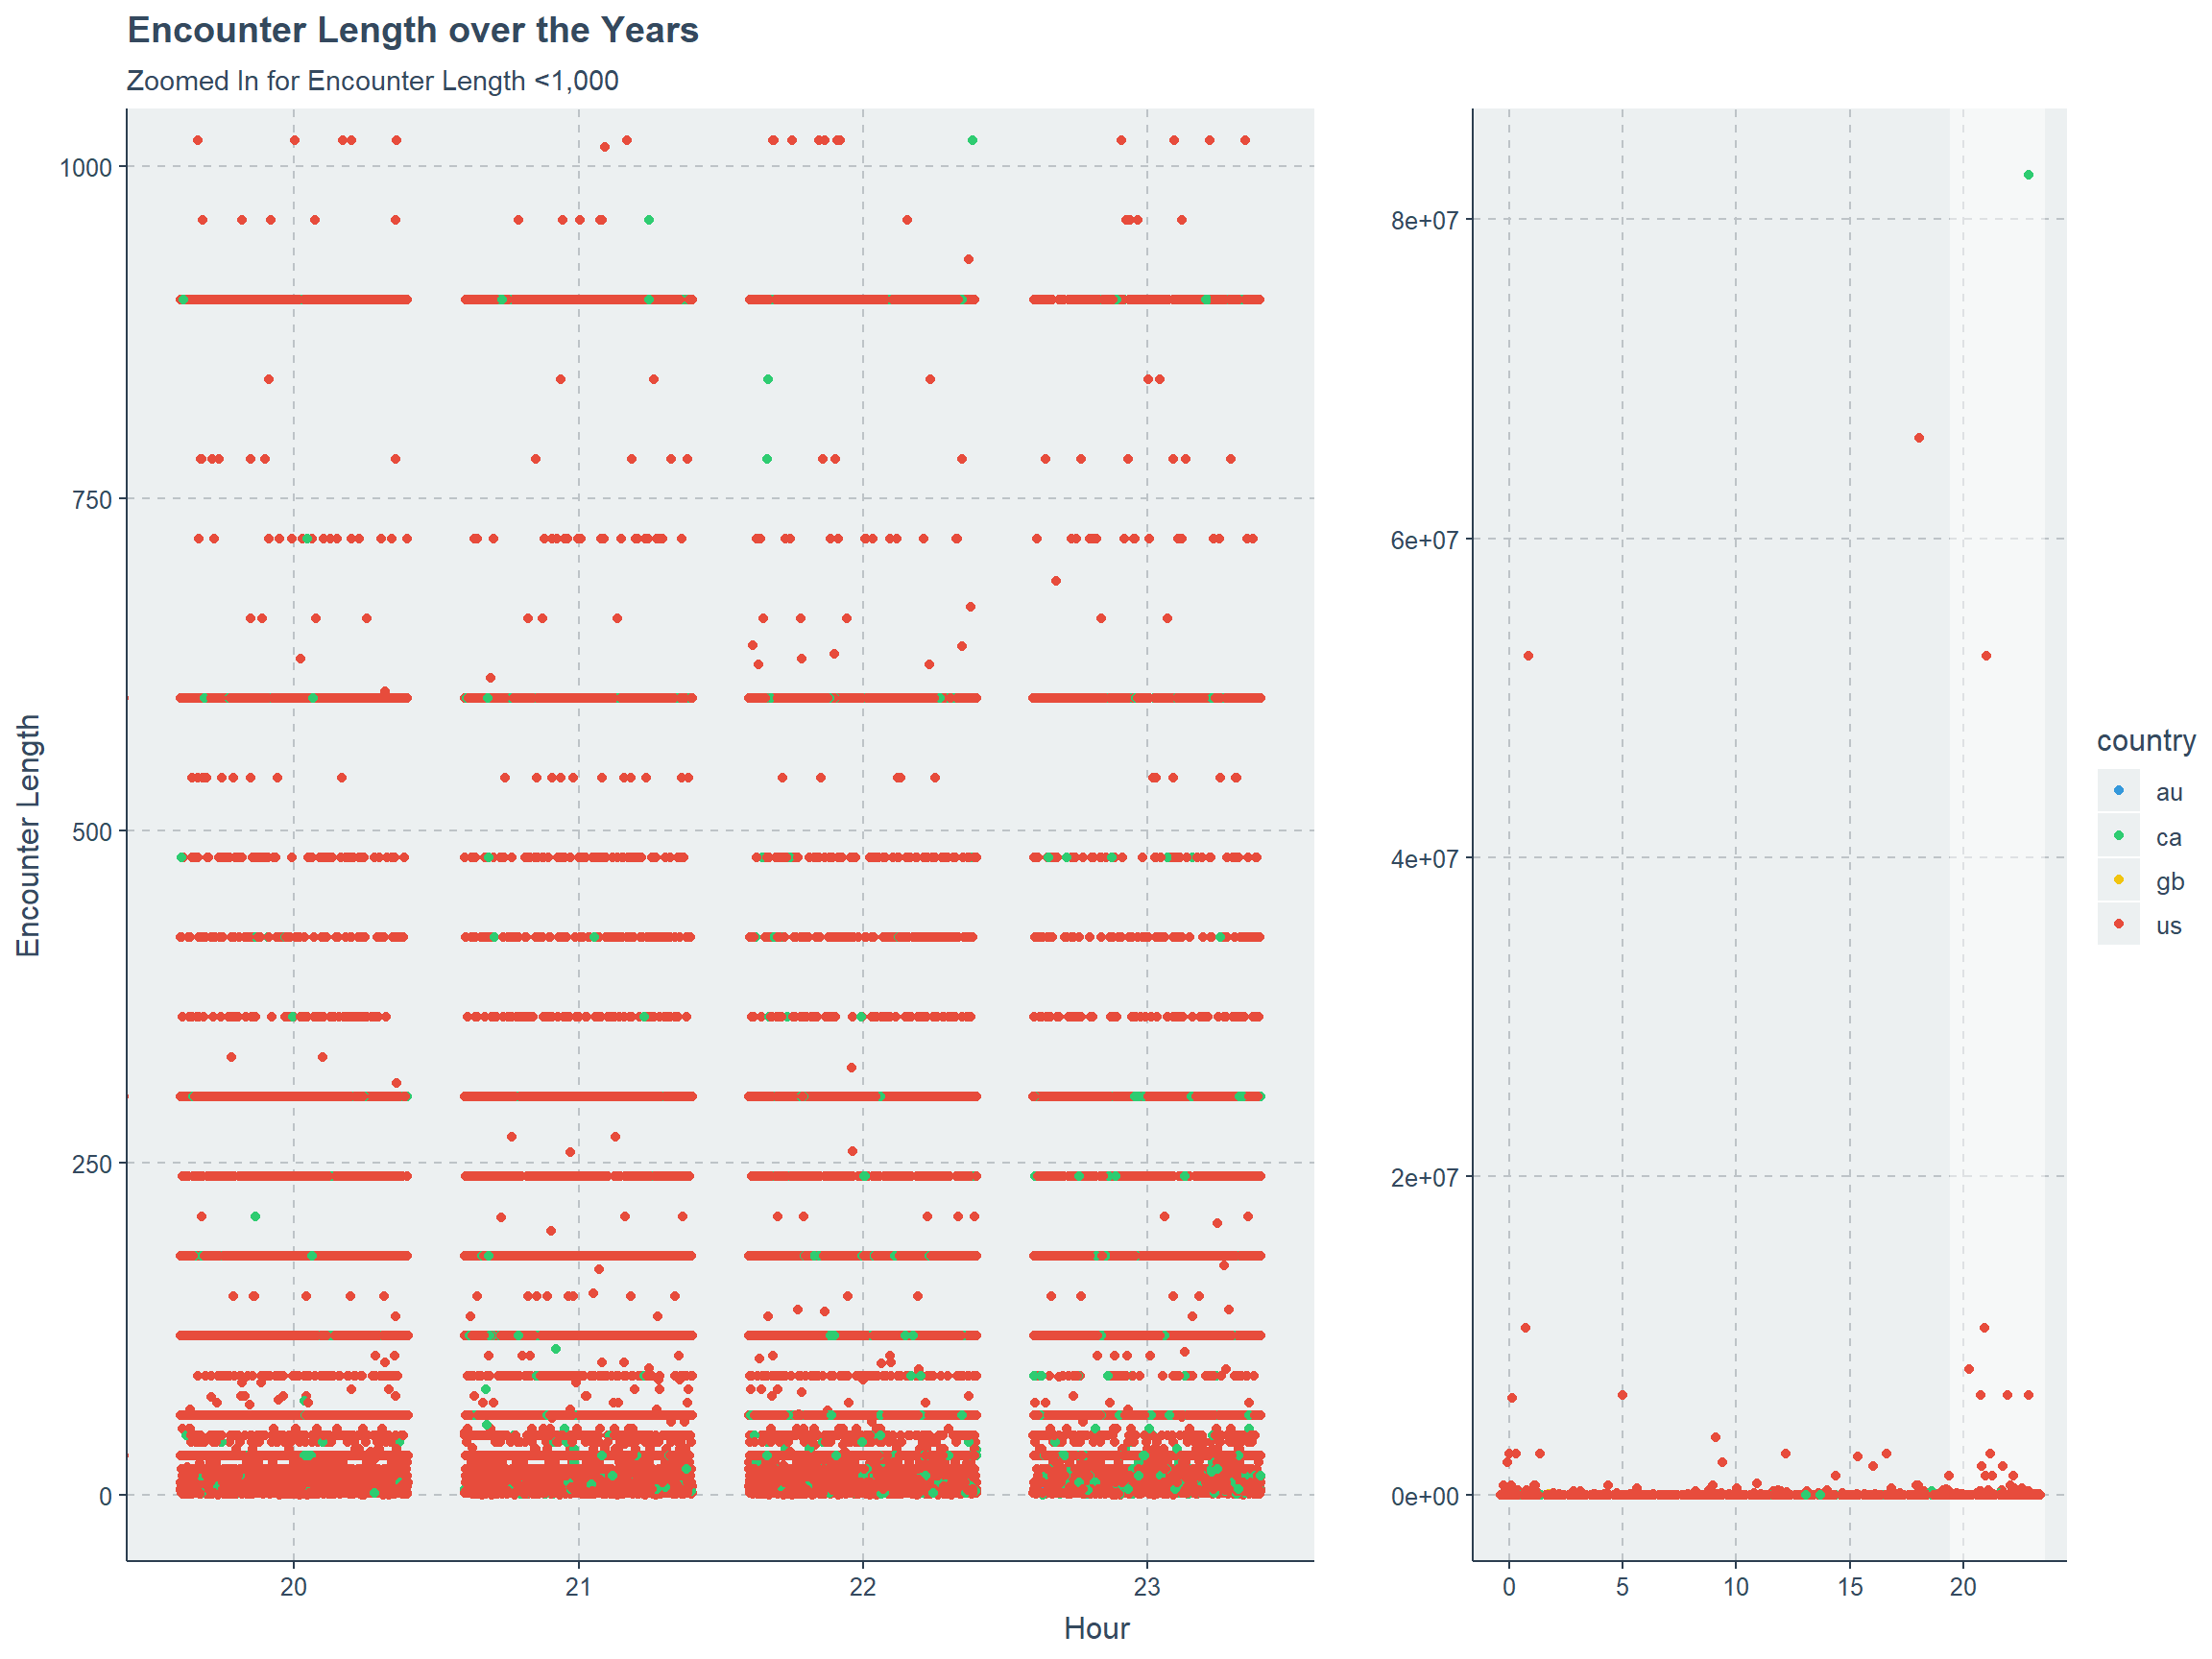 Encounter Length over the Years
Zoomed In for Encounter Length <1,000
Encounter Length
1000
750
500
250
0
20
21
22
23
8e+07
6e+07
4e+07
2e+07
0e+00
0
5
10
15
20
Hour
country
au
ca
gb
us